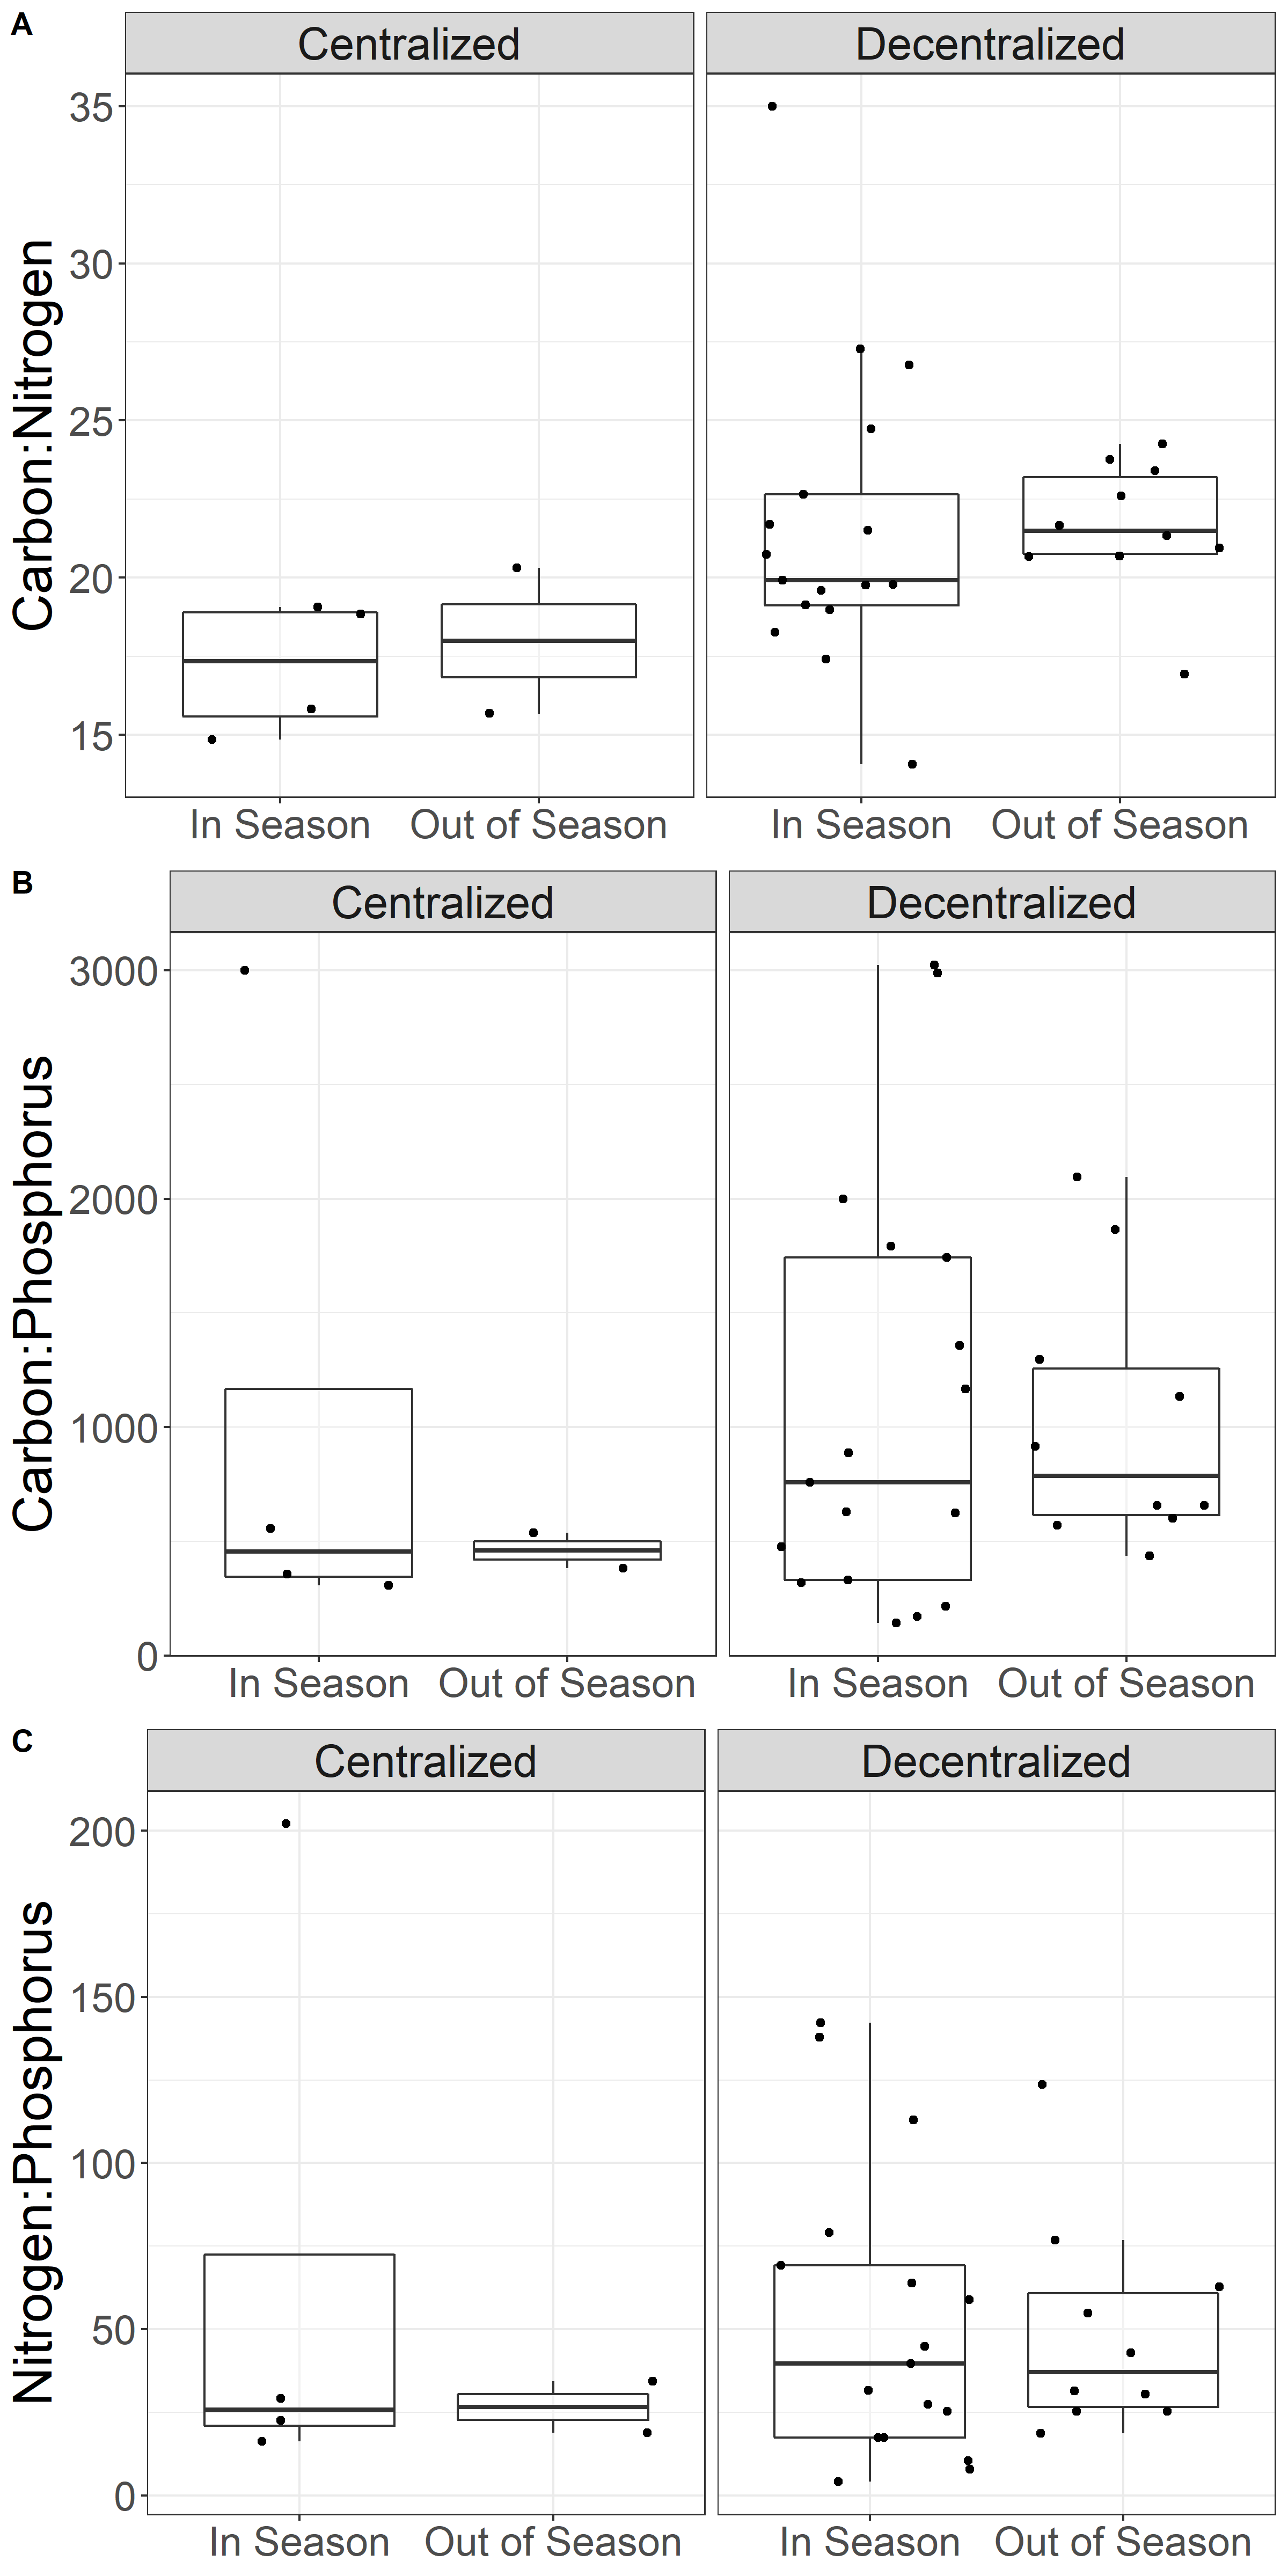 A
Centralized Decentralized
Carbon:Nitrogen
35
30
25
20
15
In Season Out of Season In Season Out of Season
B
Centralized Decentralized
Carbon:Phosphorus
3000
2000
1000
0
In Season Out of Season In Season Out of Season
C
Centralized Decentralized
Nitrogen:Phosphorus
200
150
100
50
0
In Season Out of Season In Season Out of Season